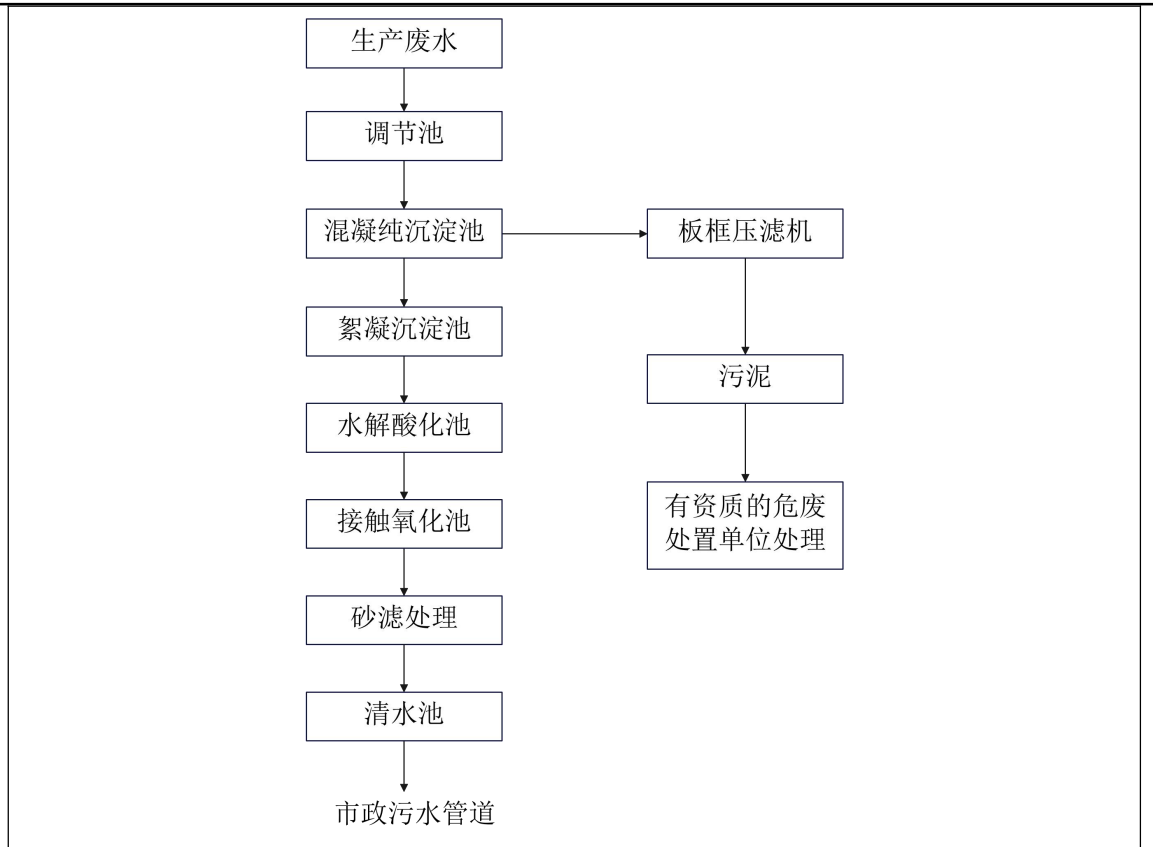 生产废水
调节池
混凝纯沉淀池
板框压滤机
絮凝沉淀池
污泥
水解酸化池
有资质的危废
处置单位处理
接触氧化池
砂滤处理
清水池
市政污水管道